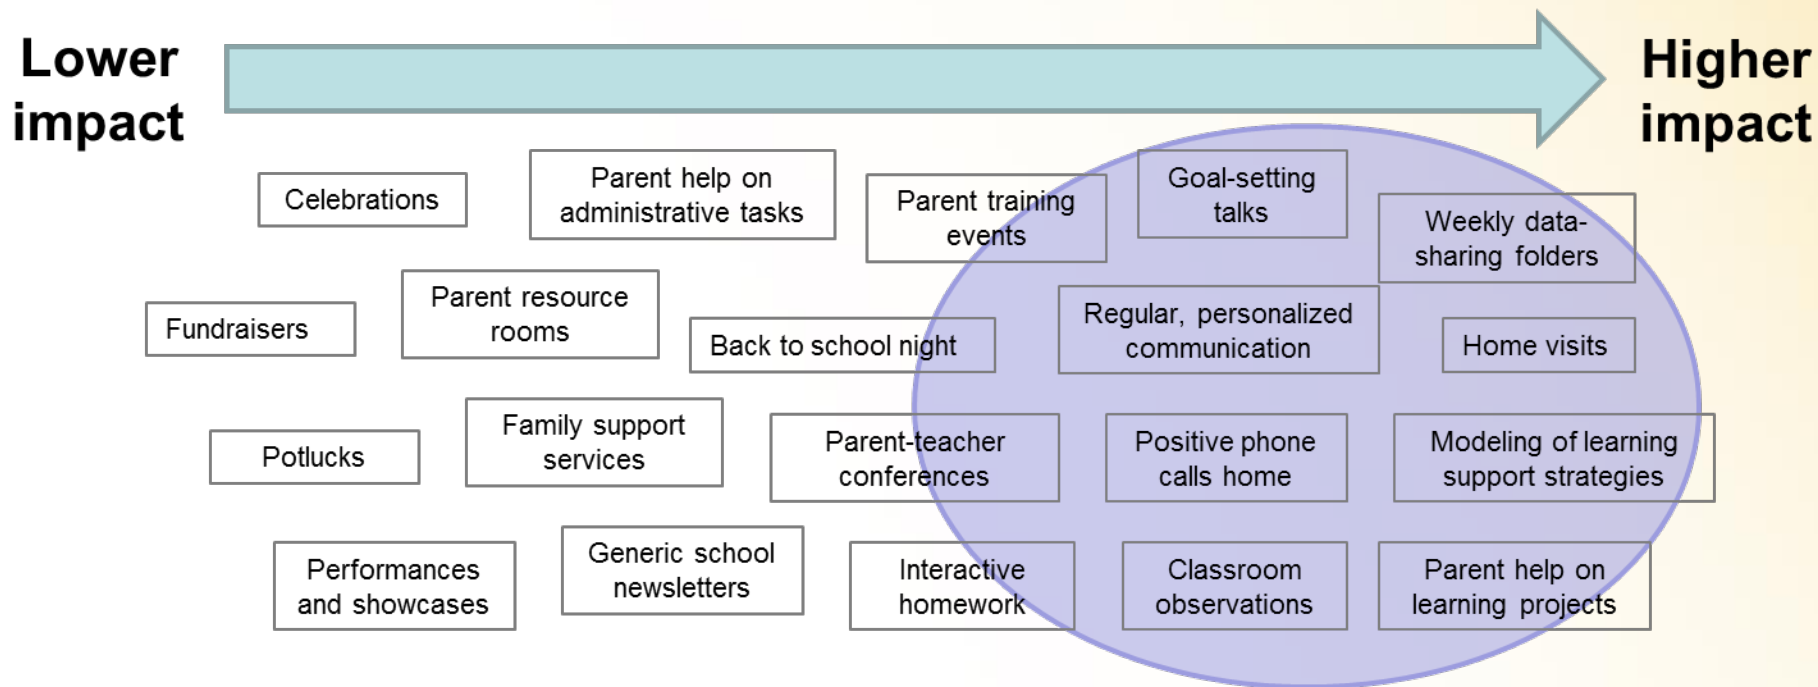 Lower
impact
Higher
impact
Celebrations
Parent help on
administrative tasks
Parent training
events
Goal-setting
talks
Weekly data-
sharing folders
Fundraisers
Parent resource
rooms
Back to school night
Regular, personalized
communication
Home visits
Potlucks
Family support
services
Parent-teacher
conferences
Positive phone
calls home
Modeling of learning
support strategies
Performances
and showcases
Generic school
newsletters
Interactive
homework
Classroom
observations
Parent help on
learning projects